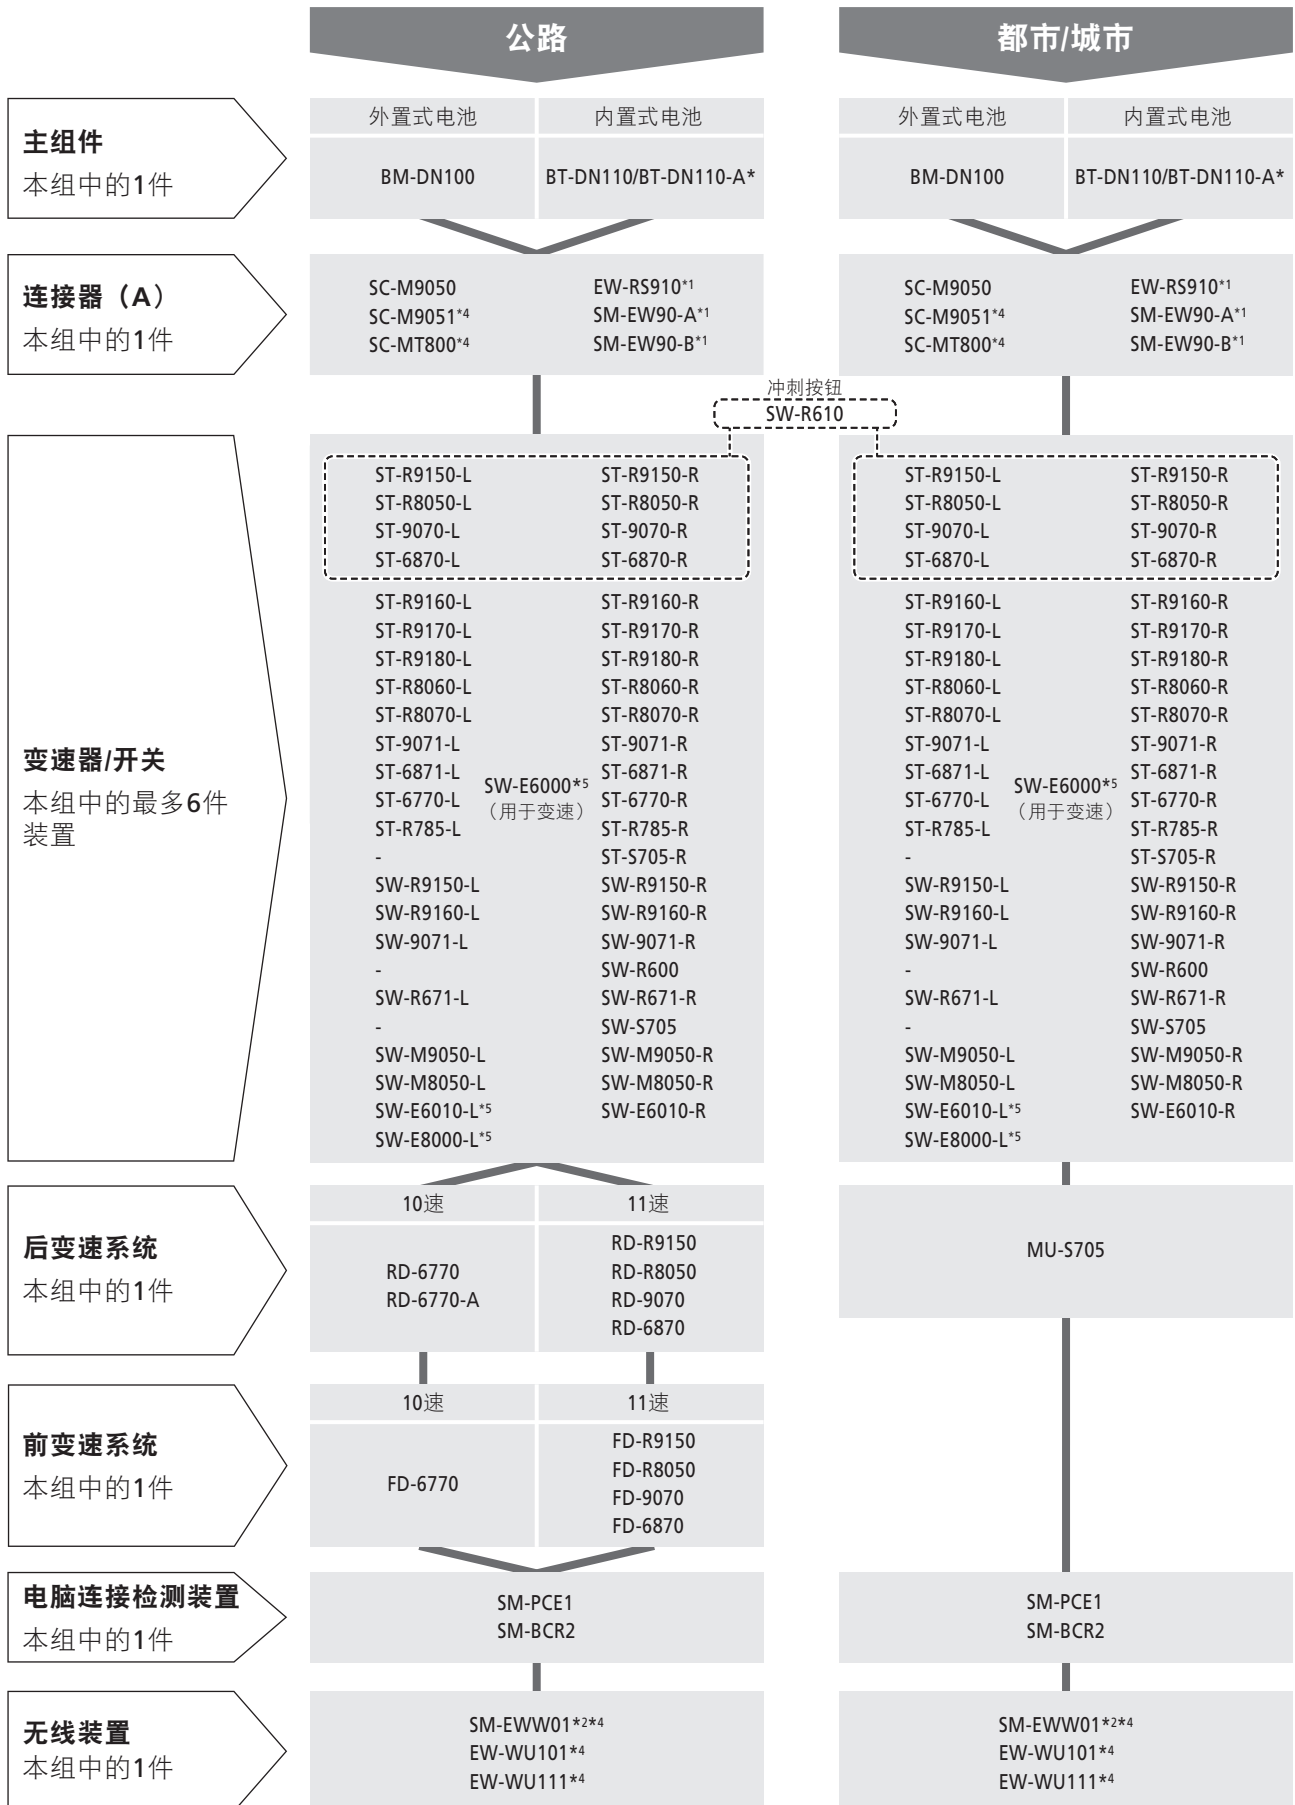 公路
都市/城市
主组件
本组中的1件
外置式电池 内置式电池
BM-DN100 BT-DN110/BT-DN110-A*
外置式电池 内置式电池
BM-DN100 BT-DN110/BT-DN110-A*
连接器（A）
本组中的1件
SC-M9050 EW-RS910*1
SC-M9051*4 SM-EW90-A*1
SC-MT800*4 SM-EW90-B*1
SC-M9050 EW-RS910*1
SC-M9051*4 SM-EW90-A*1
SC-MT800*4 SM-EW90-B*1
冲刺按钮
SW-R610
变速器/开关
本组中的最多6件
装置
ST-R9150-L ST-R9150-R
ST-R8050-L ST-R8050-R
ST-9070-L ST-9070-R
ST-6870-L ST-6870-R
ST-R9160-L ST-R9160-R
ST-R9170-L ST-R9170-R
ST-R9180-L ST-R9180-R
ST-R8060-L ST-R8060-R
ST-R8070-L ST-R8070-R
ST-9071-L ST-9071-R
ST-6871-L ST-6871-R
SW-E6000*5
（用于变速）
ST-6770-L ST-6770-R
ST-R785-L ST-R785-R
- ST-S705-R
SW-R9150-L SW-R9150-R
SW-R9160-L SW-R9160-R
SW-9071-L SW-9071-R
- SW-R600
SW-R671-L SW-R671-R
- SW-S705
SW-M9050-L SW-M9050-R
SW-M8050-L SW-M8050-R
SW-E6010-L*5 SW-E6010-R
SW-E8000-L*5
ST-R9150-L ST-R9150-R
ST-R8050-L ST-R8050-R
ST-9070-L ST-9070-R
ST-6870-L ST-6870-R
ST-R9160-L ST-R9160-R
ST-R9170-L ST-R9170-R
ST-R9180-L ST-R9180-R
ST-R8060-L ST-R8060-R
ST-R8070-L ST-R8070-R
ST-9071-L ST-9071-R
ST-6871-L ST-6871-R
SW-E6000*5
（用于变速）
ST-6770-L ST-6770-R
ST-R785-L ST-R785-R
- ST-S705-R
SW-R9150-L SW-R9150-R
SW-R9160-L SW-R9160-R
SW-9071-L SW-9071-R
- SW-R600
SW-R671-L SW-R671-R
- SW-S705
SW-M9050-L SW-M9050-R
SW-M8050-L SW-M8050-R
SW-E6010-L*5 SW-E6010-R
SW-E8000-L*5
后变速系统
本组中的1件
10速
RD-6770
RD-6770-A
11速
RD-R9150
RD-R8050
RD-9070
RD-6870
MU-S705
前变速系统
本组中的1件
10速
FD-6770
11速
FD-R9150
FD-R8050
FD-9070
FD-6870
电脑连接检测装置
本组中的1件
SM-PCE1
SM-BCR2
SM-PCE1
SM-BCR2
无线装置
本组中的1件
SM-EWW01*2*4
EW-WU101*4
EW-WU111*4
SM-EWW01*2*4
EW-WU101*4
EW-WU111*4